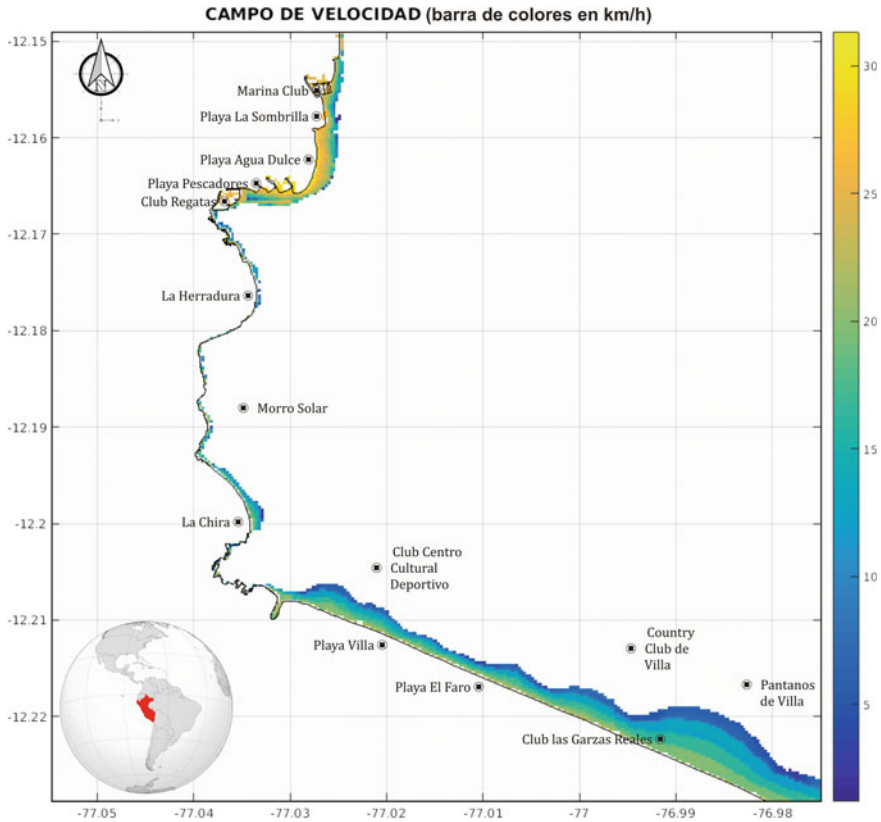 CAMPO DE VELOCIDAD (barra de colores en km/h)
-12.15
-12.16
-12.17
-12.18
-12.19
-12.2
-12.21
-12.22
Marina Club
Playa La Sombrilla
Playa Agua Dulce
Playa Pescadores
Club Regatas
La Herradura
Morro Solar
La Chira
Club Centro
Cultural
Deportivo
Playa Villa
Country
Club de
Villa
Playa El Faro
Pantanos
de Villa
Club las Garzas Reales
30
25
20
15
10
5
-77.05
-77.04
-77.03
-77.02
-77.01
-77
-76.99
-76.98